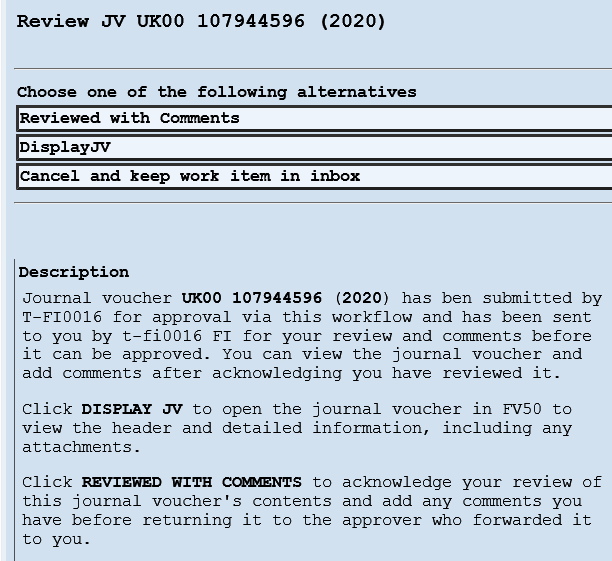 Review JV UK00 107944596 (2020)
Choose one of the following alternatives
Reviewed with Comments
DisplayJV
Cancel and keep work item in inbox
Description
Journal voucher UK00 107944596 (2020) has ben submitted by
T-FI0016 for approval via this workflow and has been sent
to you by t-fi0016 FI for your review and comments before
it can be approved. You can view the journal voucher and
add comments after acknowledging you have reviewed it.
Click DISPLAY JV to open the journal voucher in FV50 to
view the header and detailed information, including any
attachments.
Click REVIEWED WITH COMMENTS to acknowledge your review of
this journal voucher's contents and add any comments you
have before returning it to the approver who forwarded it
to you.